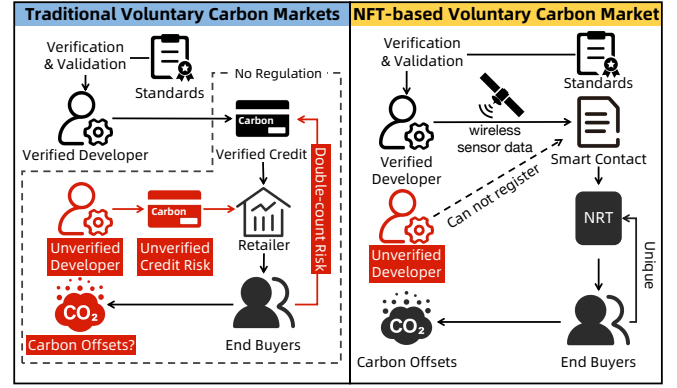 Traditional Voluntary Carbon Markets
Verification
& Validation
Standards
No Regulation
Verified Developer
Carbon
Verified Credit
Double-count Risk
Carbon
Unverified
Developer
Unverified
Credit Risk
Retailer
CO₂
Carbon Offsets?
End Buyers
NFT-based Voluntary Carbon Market
Verification
& Validation
Standards
wireless
sensor data
Verified
Developer
Smart Contact
Can not register
Unverified
Developer
NRT
Unique
CO₂
Carbon Offsets
End Buyers